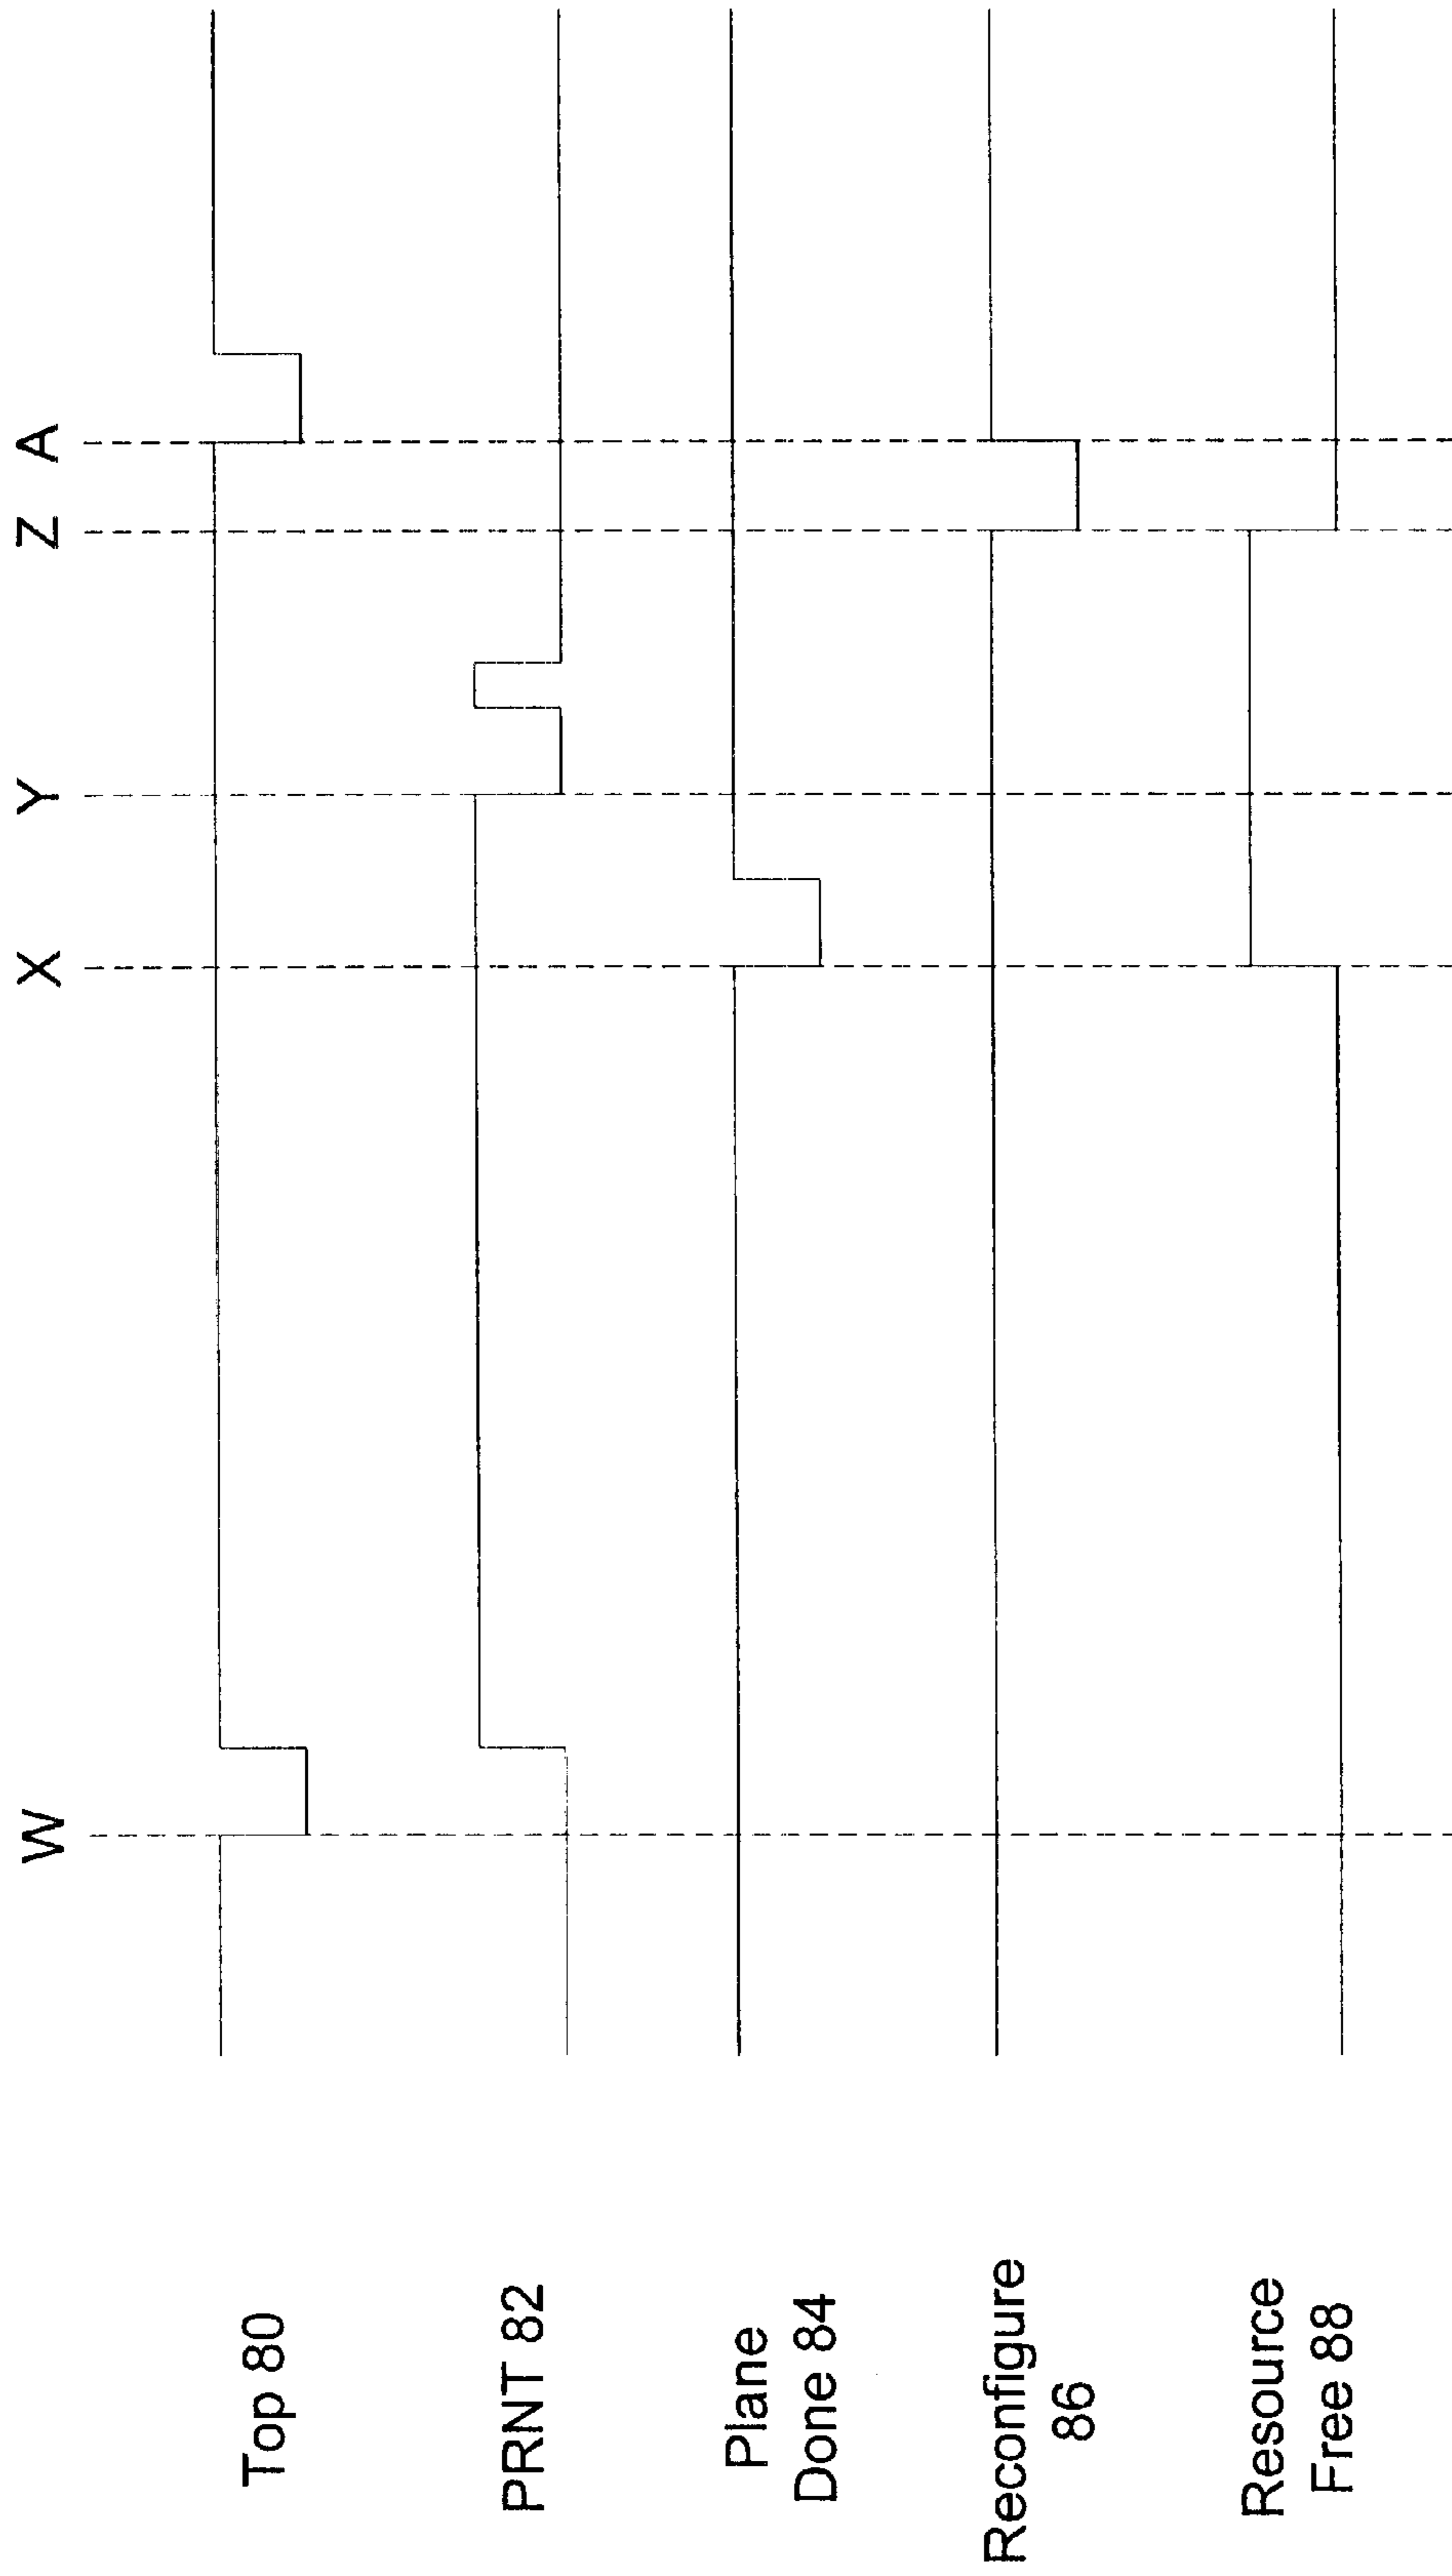 W X Y Z A
Top 80
PRNT 82
Plane
Done 84
Reconfigure
86
Resource
Free 88